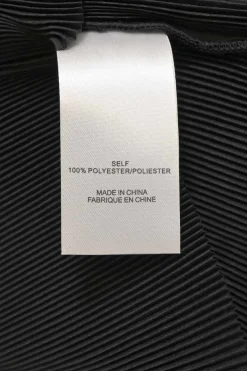 SELF
100% POLYESTER/POLIESTER
MADE IN CHINA
FABRIQUE EN CHINE